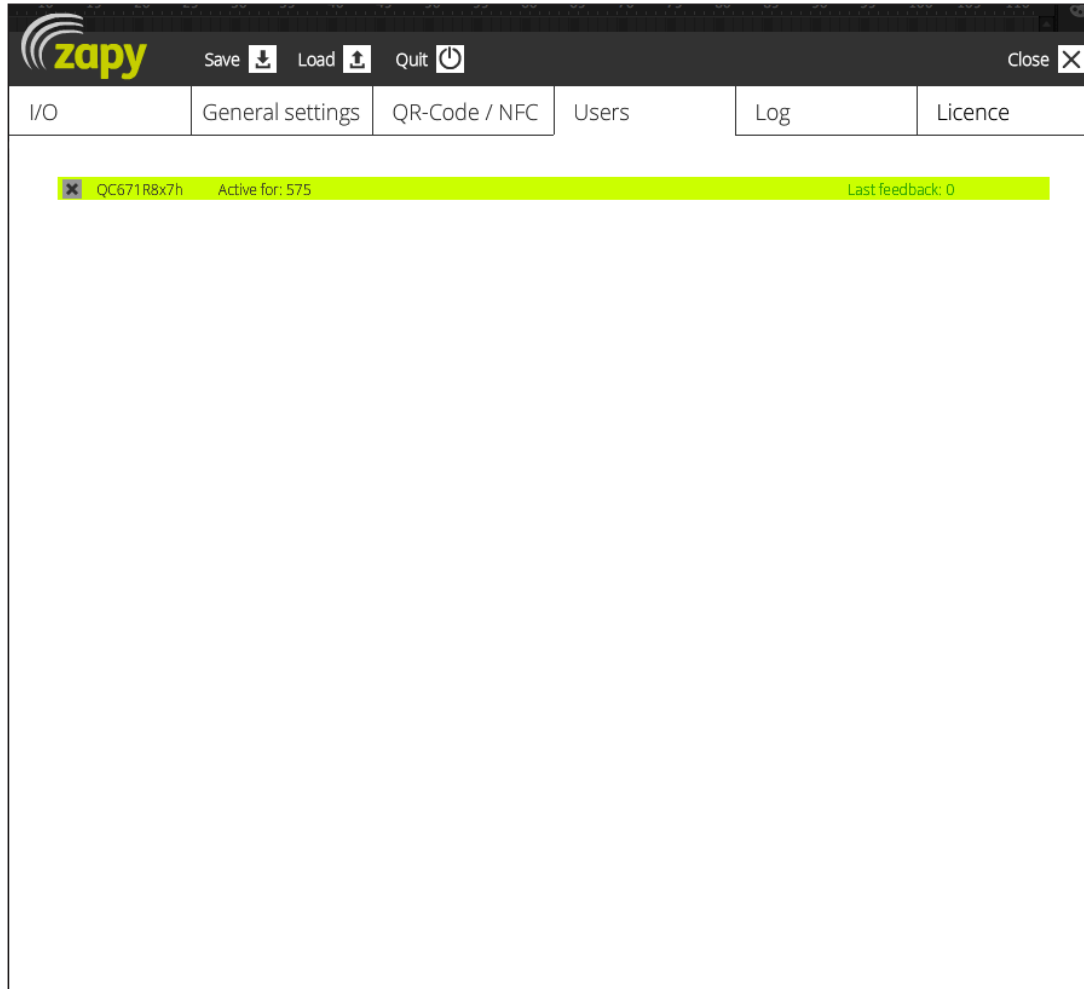 zapy Save Load Quit Close
I/O General settings QR-Code / NFC Users Log Licence
QC671R8x7h Active for: 575 Last feedback: 0